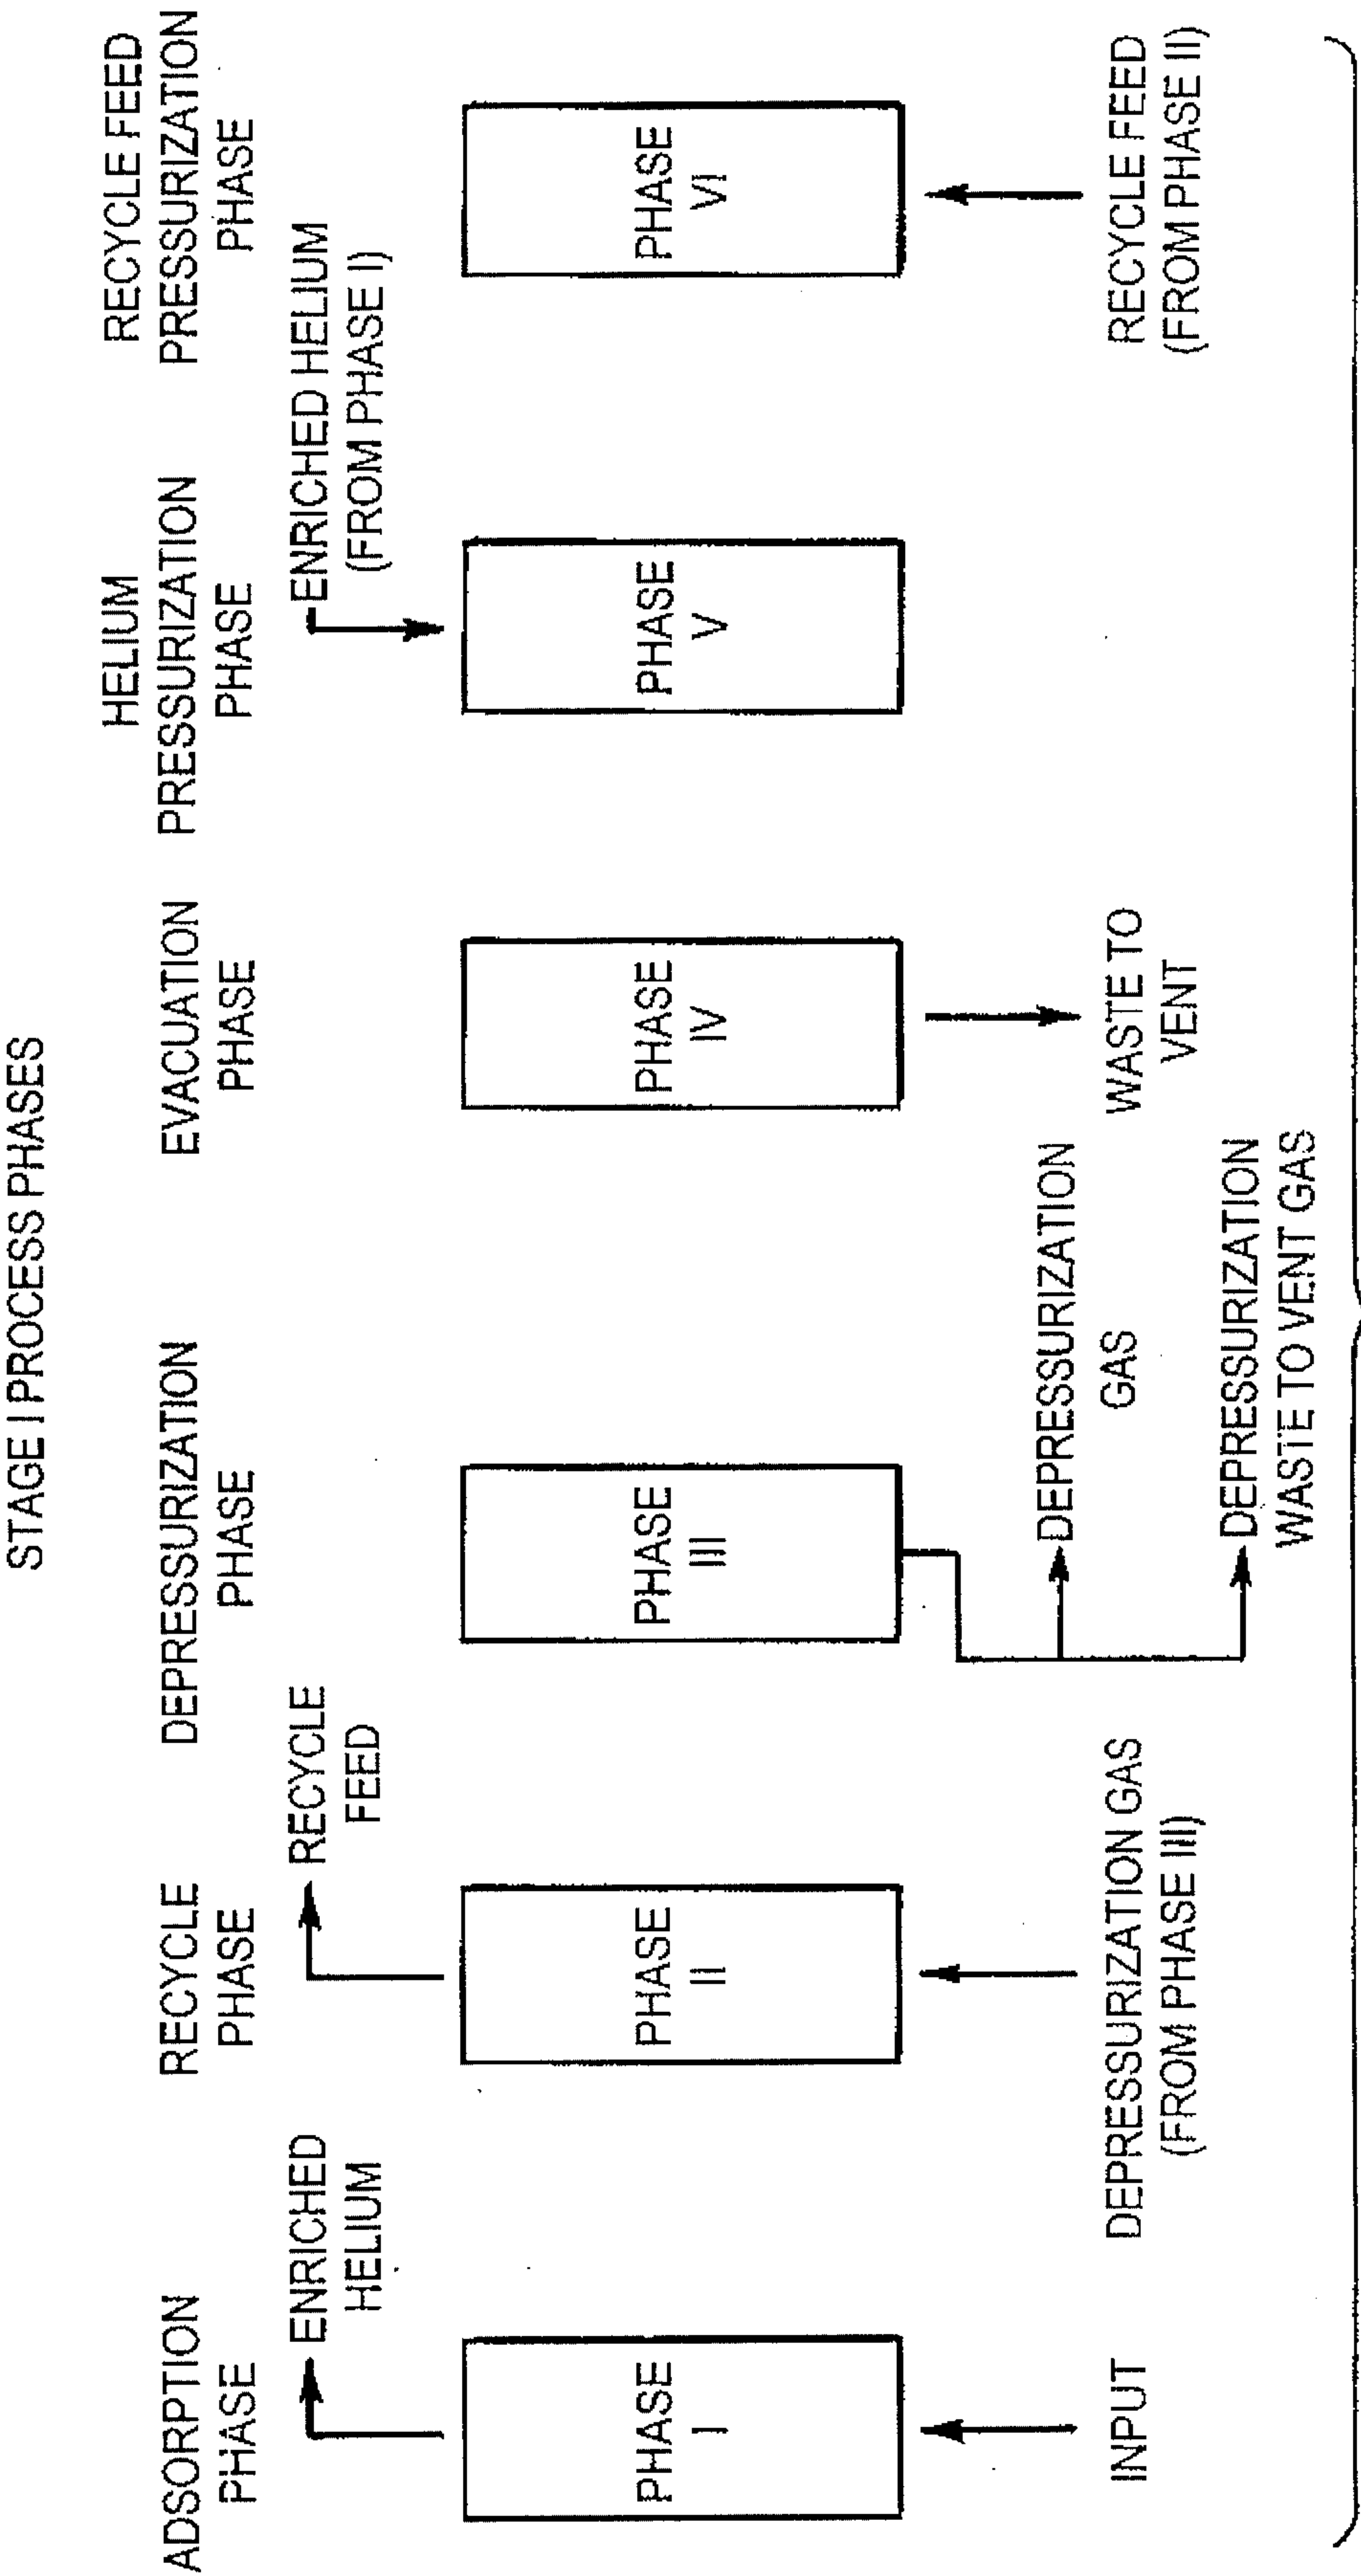 STAGE I PROCESS PHASES
ADSORPTION
PHASE
ENRICHED
HELIUM
PHASE
I
INPUT
RECYCLE
PHASE
RECYCLE
FEED
PHASE
II
DEPRESSURIZATION GAS
(FROM PHASE III)
DEPRESSURIZATION
PHASE
PHASE
III
DEPRESSURIZATION
GAS
DEPRESSURIZATION
WASTE TO VENT GAS
EVACUATION
PHASE
PHASE
IV
WASTE TO
VENT
HELIUM
PRESSURIZATION
PHASE
ENRICHED HELIUM
(FROM PHASE I)
PHASE
V
RECYCLE FEED
PRESSURIZATION
PHASE
PHASE
VI
RECYCLE FEED
(FROM PHASE II)